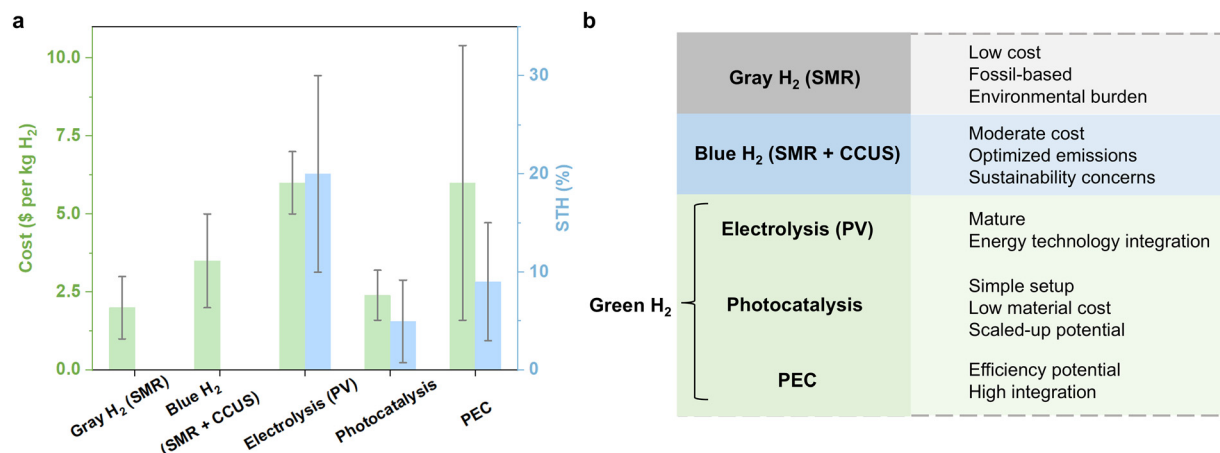 a
Cost ($ per kg H₂)
10.0
7.5
5.0
2.5
0.0
STH (%)
30
20
10
0
Gray H₂ (SMR)
Blue H₂
(SMR + CCUS)
Electrolysis (PV)
Photocatalysis
PEC
b
Gray H₂ (SMR)
Low cost
Fossil-based
Environmental burden
Blue H₂ (SMR + CCUS)
Moderate cost
Optimized emissions
Sustainability concerns
Green H₂
Electrolysis (PV)
Mature
Energy technology integration
Photocatalysis
Simple setup
Low material cost
Scaled-up potential
PEC
Efficiency potential
High integration